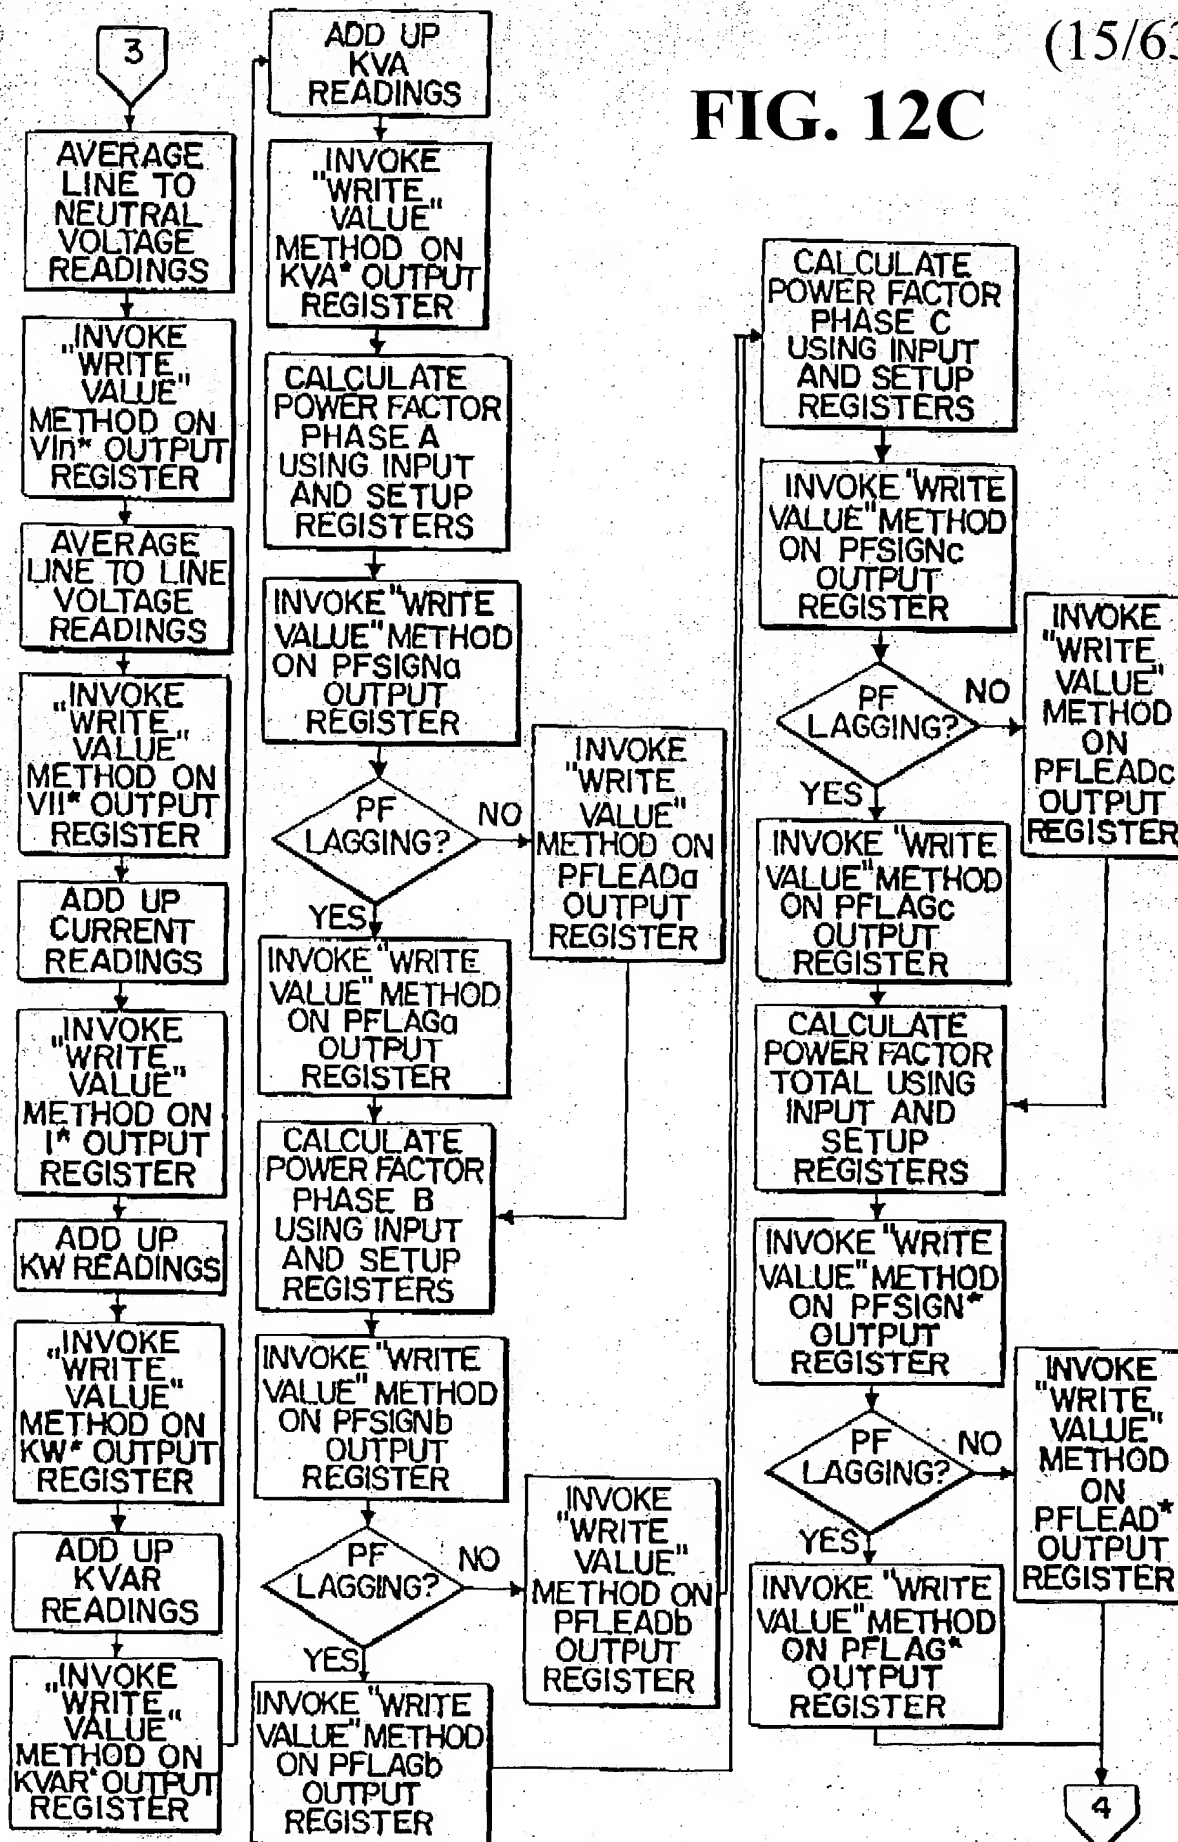 (15/63
FIG. 12C
3
AVERAGE
LINE TO
NEUTRAL
VOLTAGE
READINGS
"INVOKE
"WRITE
VALUE"
METHOD ON
Vln* OUTPUT
REGISTER
AVERAGE
LINE TO LINE
VOLTAGE
READINGS
"INVOKE
"WRITE
VALUE"
METHOD ON
Vll* OUTPUT
REGISTER
ADD UP
CURRENT
READINGS
"INVOKE
"WRITE
VALUE"
METHOD ON
I* OUTPUT
REGISTER
ADD UP
KW READINGS
"INVOKE
"WRITE
VALUE"
METHOD ON
KW* OUTPUT
REGISTER
ADD UP
KVAR
READINGS
"INVOKE
"WRITE
VALUE"
METHOD ON
KVAR* OUTPUT
REGISTER
ADD UP
KVA
READINGS
INVOKE
"WRITE
VALUE"
METHOD ON
KVA* OUTPUT
REGISTER
CALCULATE
POWER FACTOR
PHASE A
USING INPUT
AND SETUP
REGISTERS
INVOKE "WRITE
VALUE" METHOD
ON PFSIGNa
OUTPUT
REGISTER
PF
LAGGING?
NO
YES
INVOKE
"WRITE
VALUE"
METHOD ON
PFLEADa
OUTPUT
REGISTER
INVOKE "WRITE
VALUE" METHOD
ON PFLAGa
OUTPUT
REGISTER
CALCULATE
POWER FACTOR
PHASE B
USING INPUT
AND SETUP
REGISTERS
INVOKE "WRITE
VALUE" METHOD
ON PFSIGNb
OUTPUT
REGISTER
PF
LAGGING?
NO
YES
INVOKE
"WRITE
VALUE"
METHOD ON
PFLEADb
OUTPUT
REGISTER
INVOKE "WRITE
VALUE" METHOD
ON PFLAGb
OUTPUT
REGISTER
CALCULATE
POWER FACTOR
PHASE C
USING INPUT
AND SETUP
REGISTERS
INVOKE "WRITE
VALUE" METHOD
ON PFSIGNc
OUTPUT
REGISTER
PF
LAGGING?
NO
YES
INVOKE
"WRITE
VALUE"
METHOD
ON
PFLEADc
OUTPUT
REGISTER
INVOKE "WRITE
VALUE" METHOD
ON PFLAGc
OUTPUT
REGISTER
CALCULATE
POWER FACTOR
TOTAL USING
INPUT AND
SETUP
REGISTERS
INVOKE "WRITE
VALUE" METHOD
ON PFSIGN*
OUTPUT
REGISTER
PF
LAGGING?
NO
YES
INVOKE
"WRITE
VALUE"
METHOD
ON
PFLEAD*
OUTPUT
REGISTER
INVOKE "WRITE
VALUE" METHOD
ON PFLAG*
OUTPUT
REGISTER
4